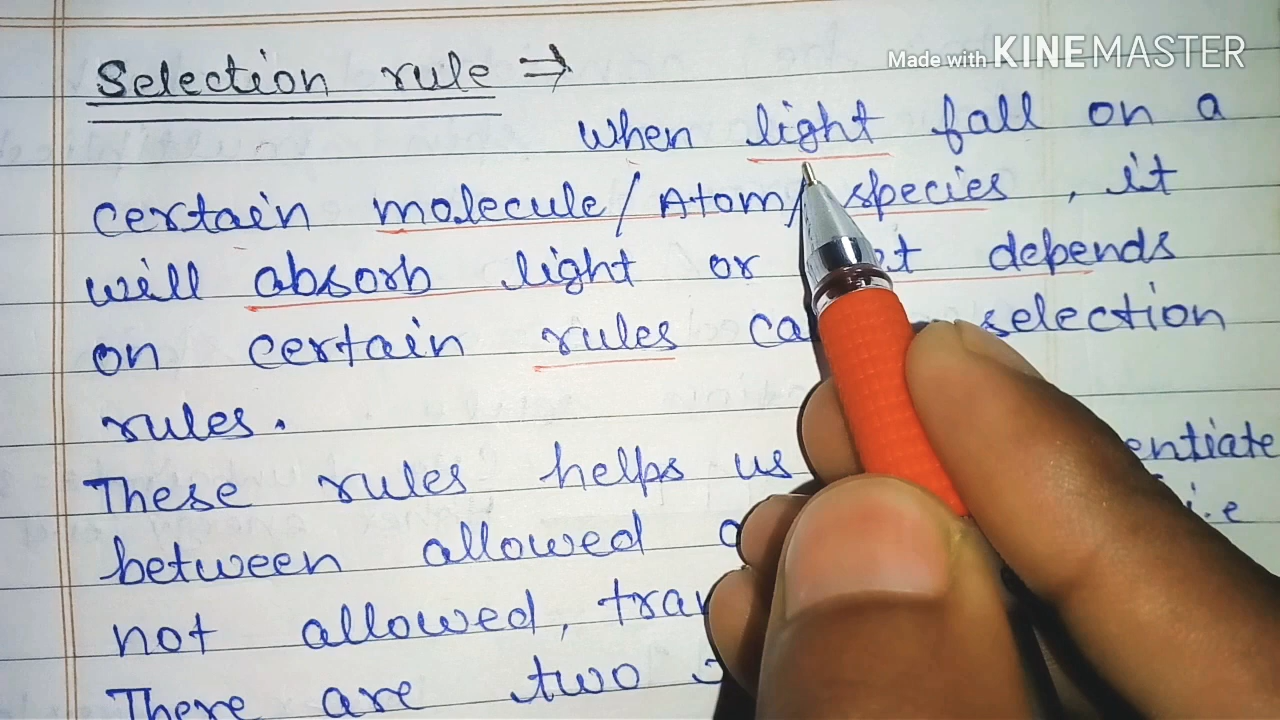 Made with KINEMASTER
Selection rule ⇒
When light fall on a
certain molecule/Atom/species, it
will absorb light or depends
on certain rules selection
rules.
These rules helps us
between allowed i.e
not allowed,
There are two